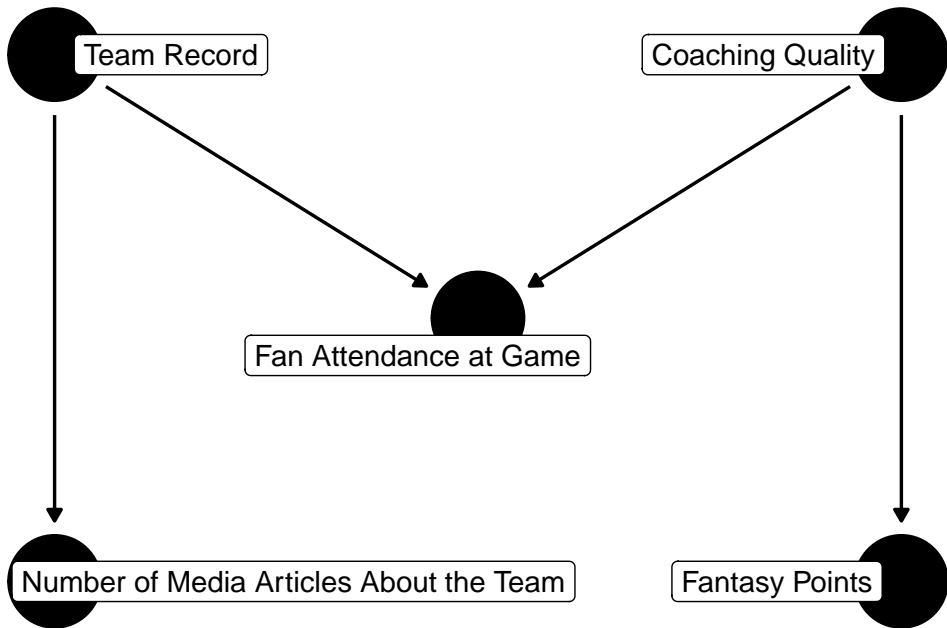 Team Record
Coaching Quality
Fan Attendance at Game
Number of Media Articles About the Team
Fantasy Points